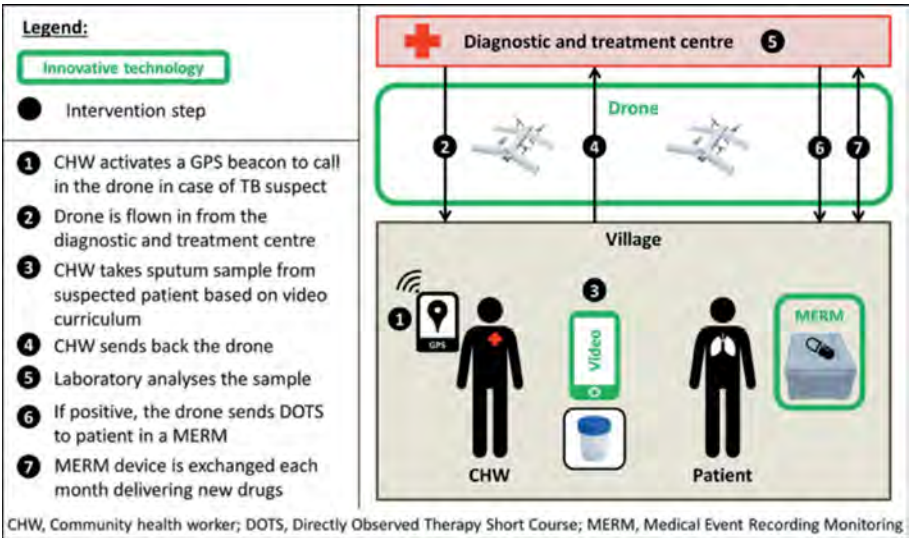 Legend:
Innovative technology
Intervention step
1 CHW activates a GPS beacon to call
in the drone in case of TB suspect
2 Drone is flown in from the
diagnostic and treatment centre
3 CHW takes sputum sample from
suspected patient based on video
curriculum
4 CHW sends back the drone
5 Laboratory analyses the sample
6 If positive, the drone sends DOTS
to patient in a MERM
7 MERM device is exchanged each
month delivering new drugs
Diagnostic and treatment centre 5
Drone
2 4 6 7
Village
1
GPS
3
Video
MERM
CHW
Patient
CHW, Community health worker; DOTS, Directly Observed Therapy Short Course; MERM, Medical Event Recording Monitoring